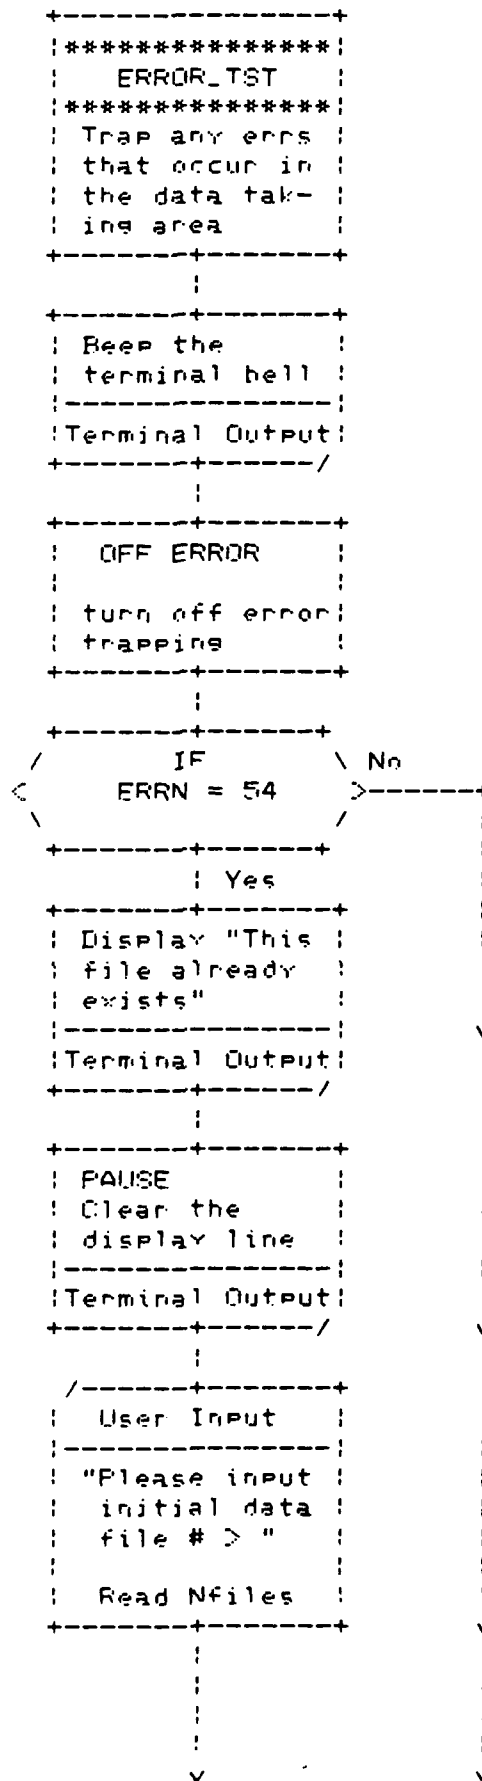 ***************
ERROR_TST
***************
Trap any errs
that occur in
the data tak-
ing area
Beep the
terminal bell
Terminal Output
OFF ERROR
turn off error
trapping
IF
No
ERRN = 54
Yes
Display "This
file already
exists"
Terminal Output
PAUSE
Clear the
display line
Terminal Output
User Input
"Please input
initial data
file # > "
Read Nfiles